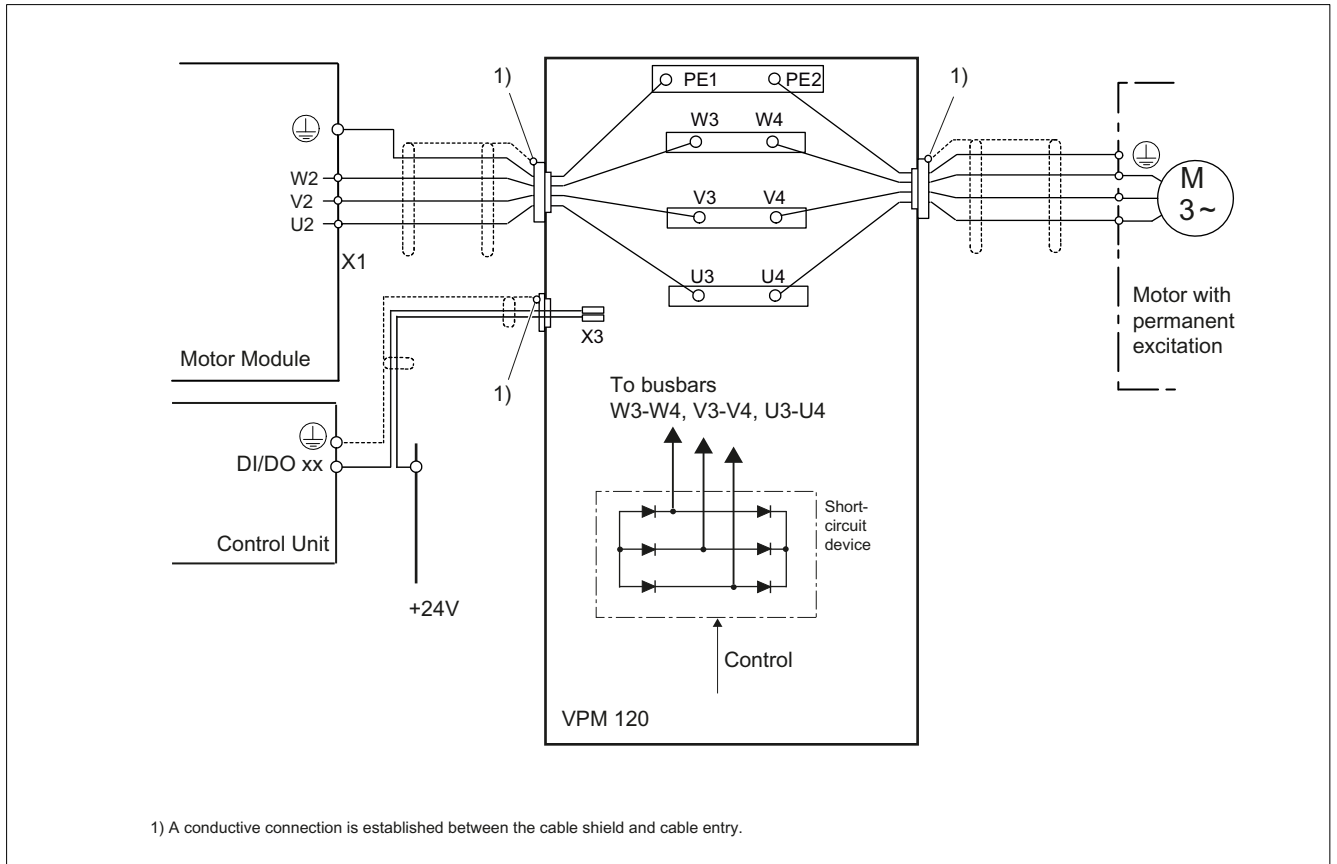 1)
PE1
PE2
1)
W3
W4
W2
V2
U2
X1
V3
V4
M
3~
U3
U4
X3
Motor with
permanent
excitation
Motor Module
1)
To busbars
W3-W4, V3-V4, U3-U4
DI/DO xx
Control Unit
+24V
Short-
circuit
device
Control
VPM 120
1) A conductive connection is established between the cable shield and cable entry.